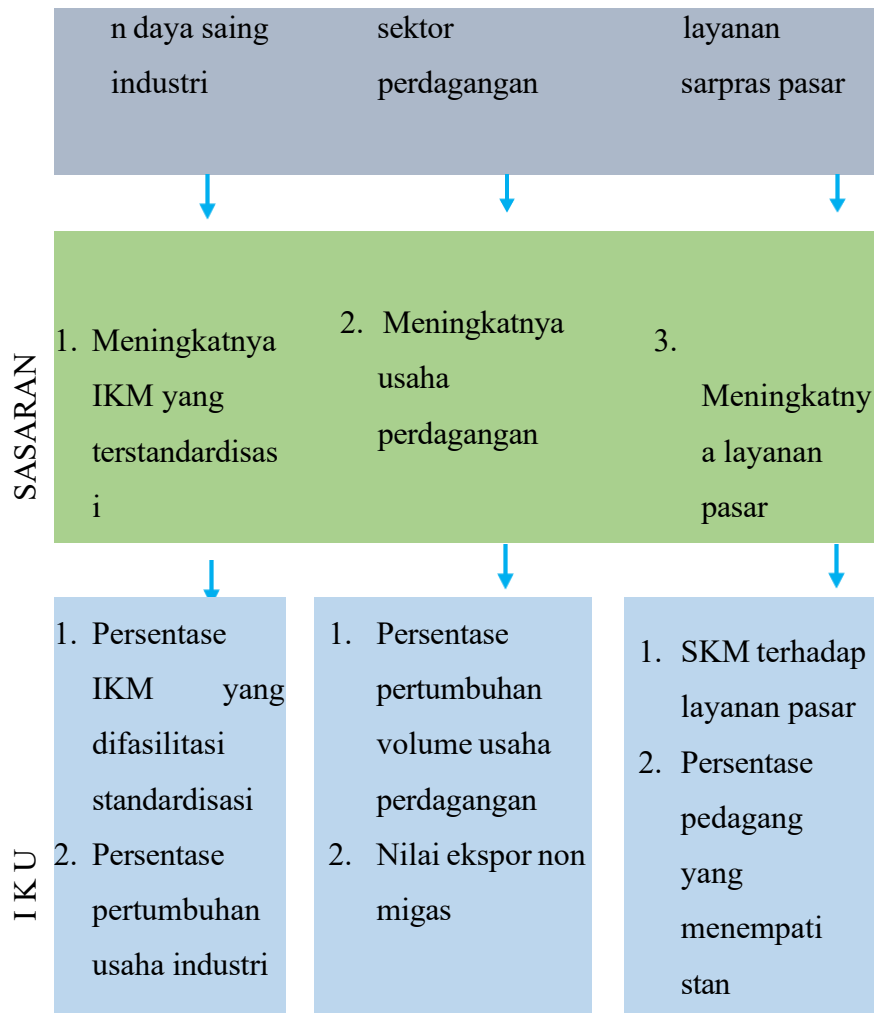 n daya saing
industri
sektor
perdagangan
layanan
sarpras pasar
SASARAN
1. Meningkatnya
IKM yang
terstandardisas
i
2. Meningkatnya
usaha
perdagangan
3.
Meningkatny
a layanan
pasar
I K U
1. Persentase
IKM yang
difasilitasi
standardisasi
2. Persentase
pertumbuhan
usaha industri
1. Persentase
pertumbuhan
volume usaha
perdagangan
2. Nilai ekspor non
migas
1. SKM terhadap
layanan pasar
2. Persentase
pedagang
yang
menempati
stan